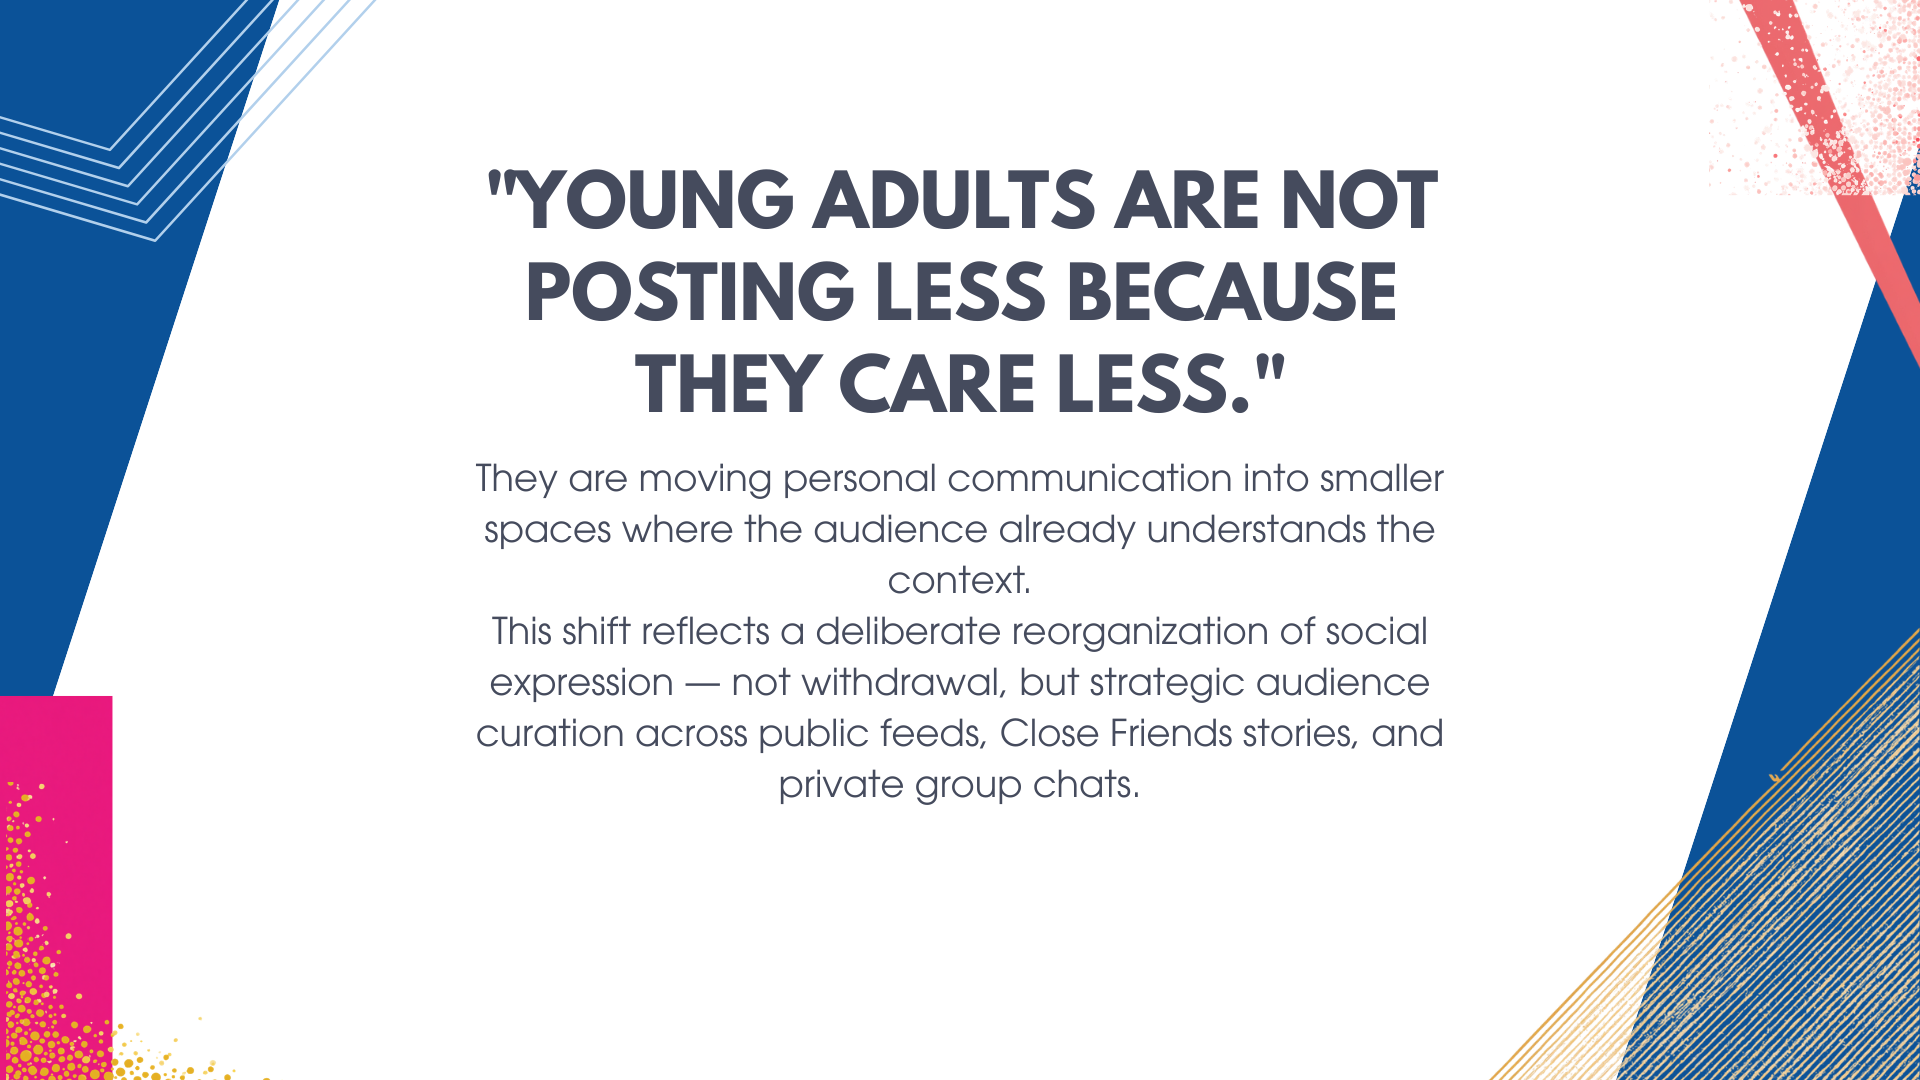 "YOUNG ADULTS ARE NOT
POSTING LESS BECAUSE
THEY CARE LESS."
They are moving personal communication into smaller
spaces where the audience already understands the
context.
This shift reflects a deliberate reorganization of social
expression — not withdrawal, but strategic audience
curation across public feeds, Close Friends stories, and
private group chats.